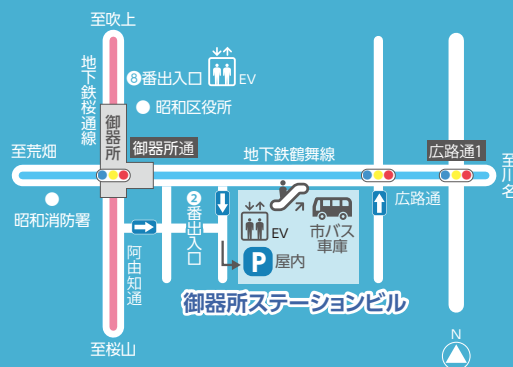 至吹上
地下鉄桜通線
❽番出入口
EV
昭和区役所
御器所
御器所通
至荒畑
地下鉄鶴舞線
広路通1
至川名
昭和消防署
❷番出入口
EV
市バス
車庫
広路通
P
屋内
阿由知通
御器所ステーションビル
至桜山
N